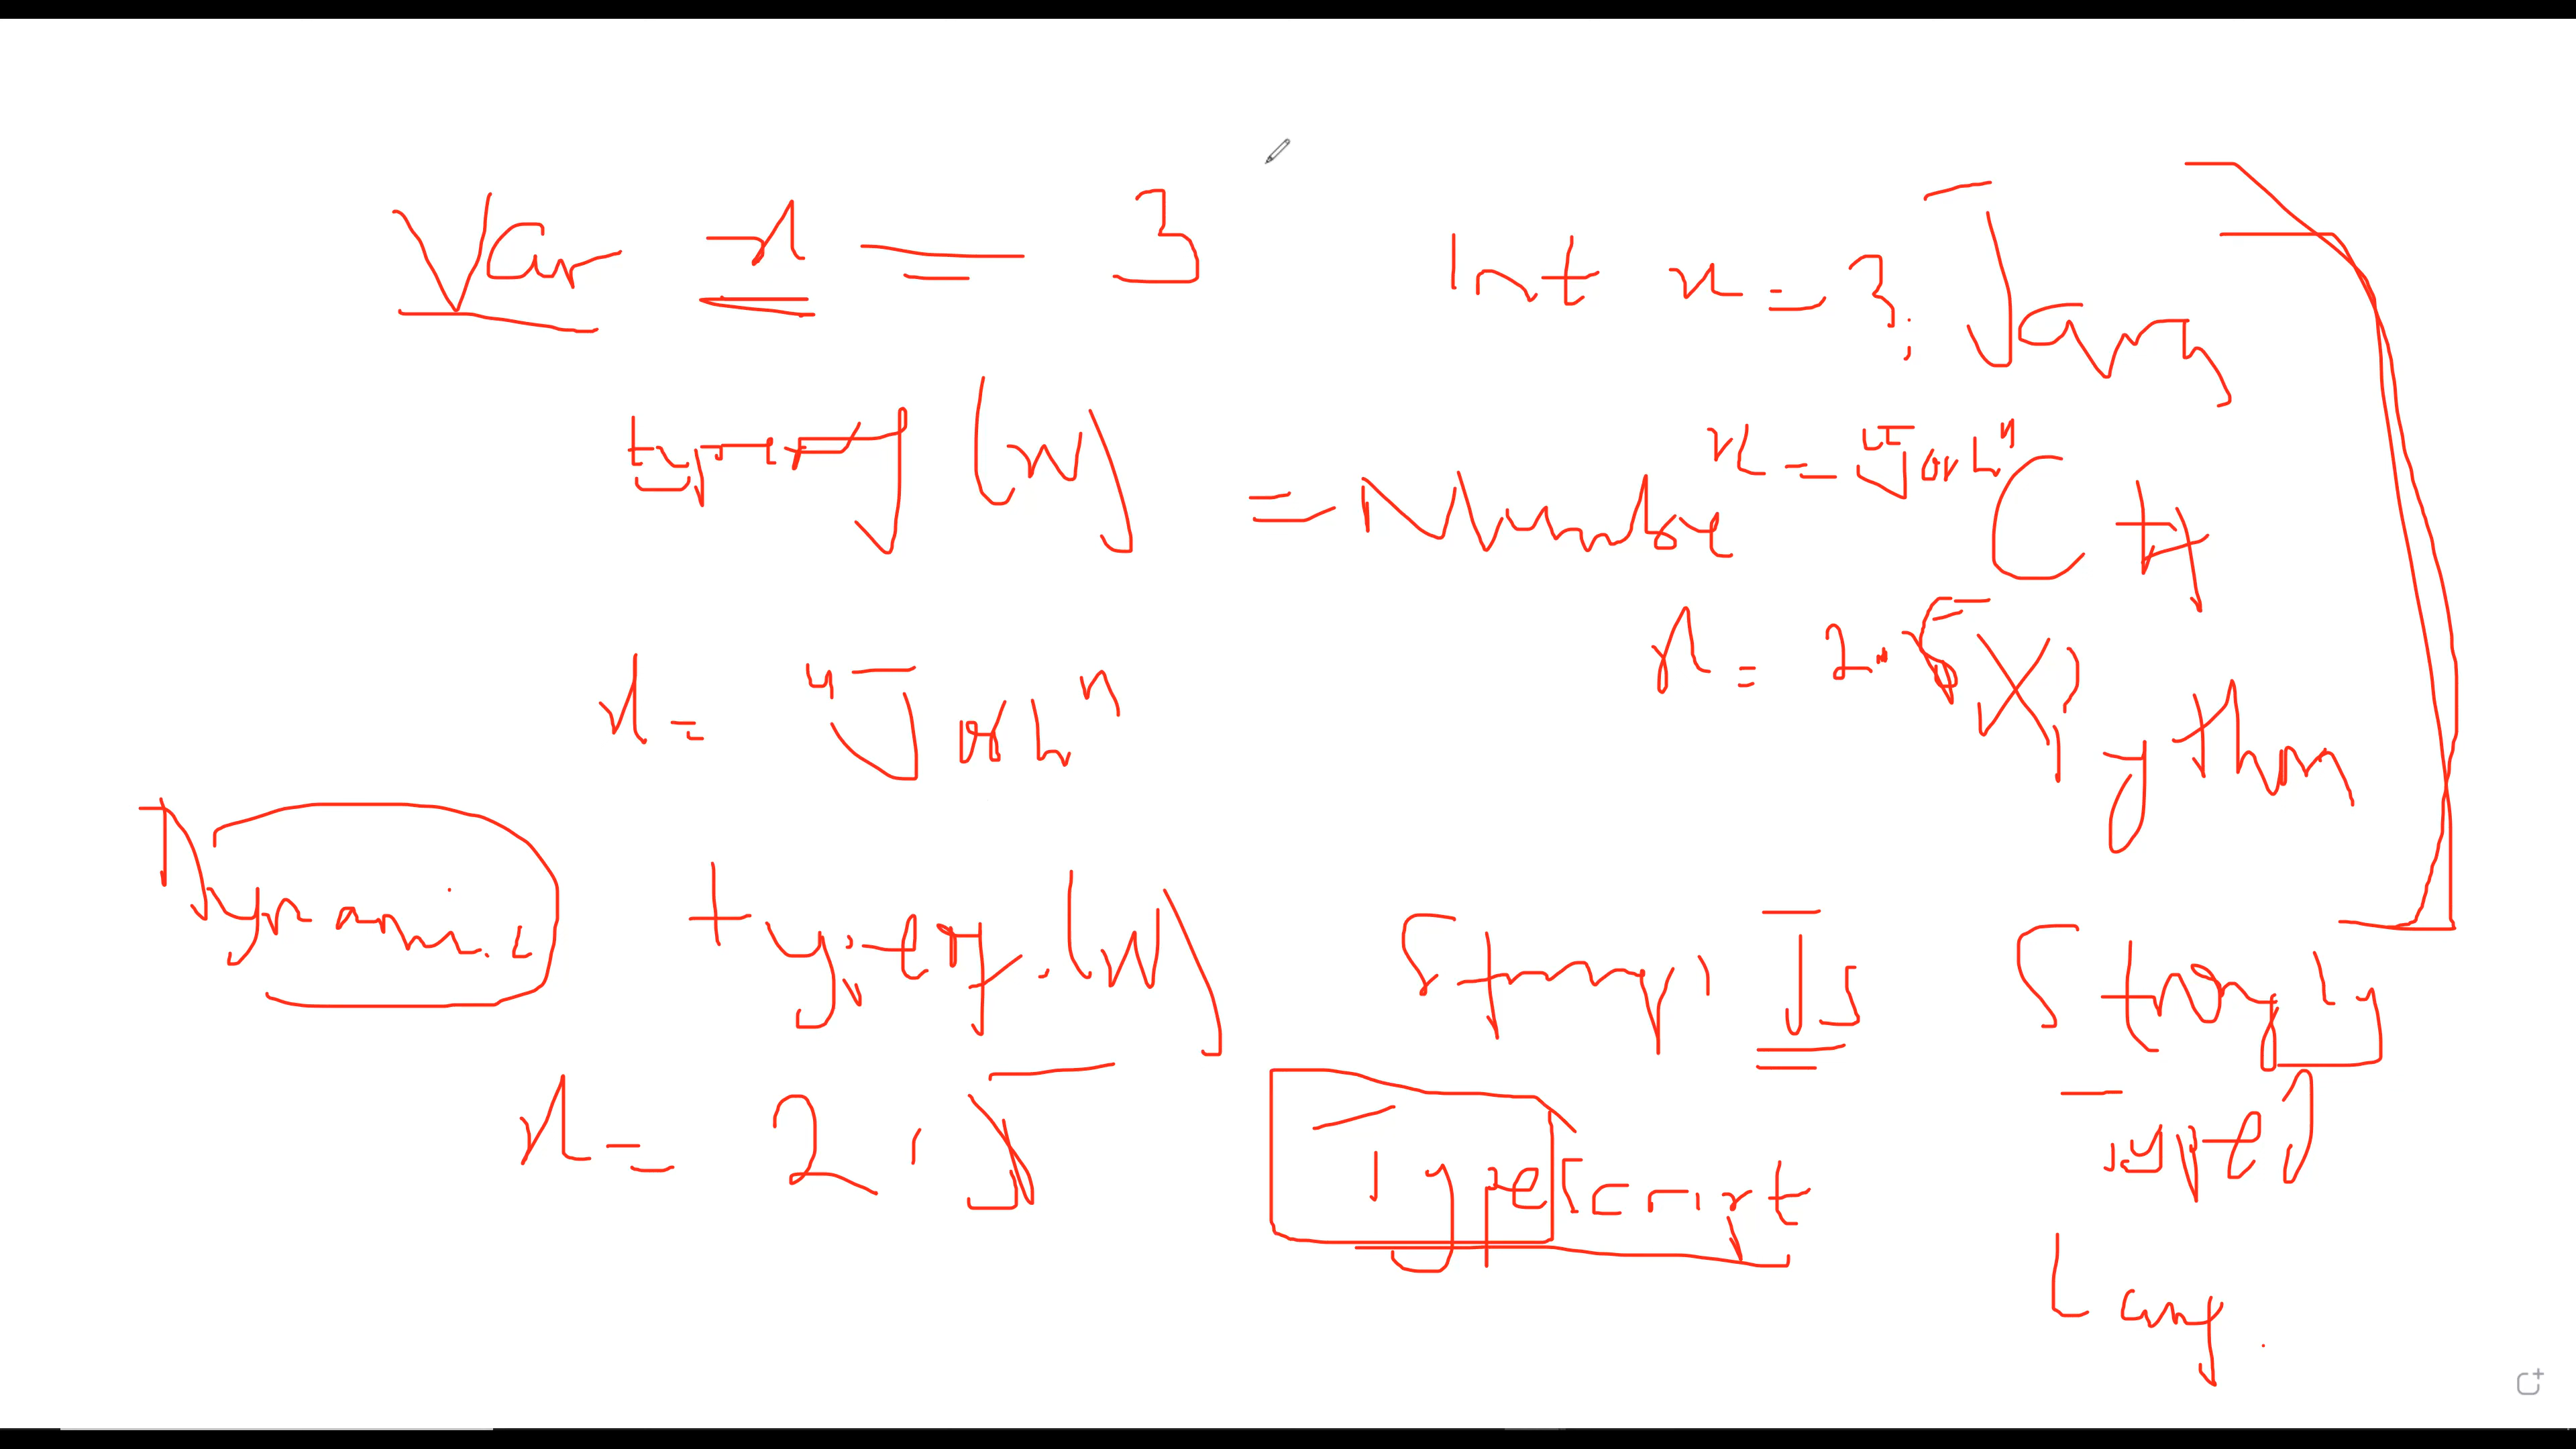 Var x = 3
Int x = 3; Java
typeof (x) = Number
x = "John"
C #
x = "John"
x = 2.5 X
Python
Dynamic
typeof (x) String Js
Strongly
Typed
Lang.
x = 2.5
TypeScript